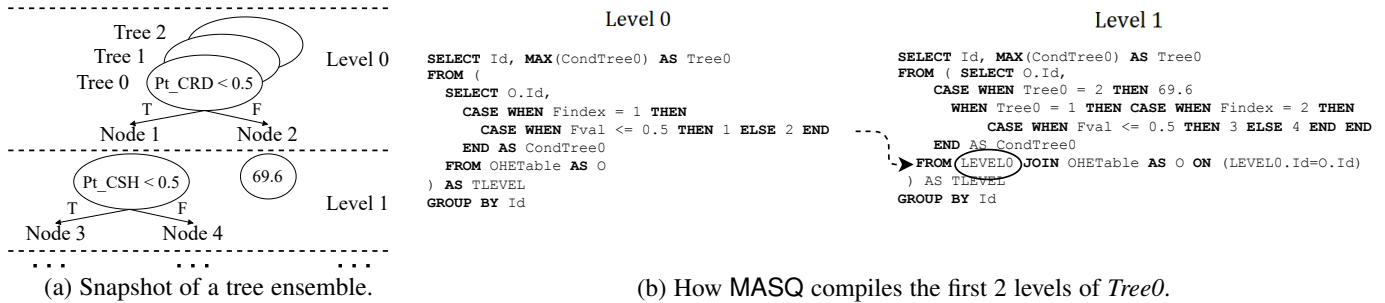 Tree 2
Tree 1
Tree 0
Pt_CRD < 0.5
Level 0
T
F
Node 1
Node 2
Pt_CSH < 0.5
69.6
Level 1
T
F
Node 3
Node 4
. . .
. . .
. . .
(a) Snapshot of a tree ensemble.
Level 0
SELECT Id, MAX(CondTree0) AS Tree0
FROM (
SELECT O.Id,
CASE WHEN Findex = 1 THEN
CASE WHEN Fval <= 0.5 THEN 1 ELSE 2 END
END AS CondTree0
FROM OHETable AS O
) AS TLEVEL
GROUP BY Id
Level 1
SELECT Id, MAX(CondTree0) AS Tree0
FROM ( SELECT O.Id,
CASE WHEN Tree0 = 2 THEN 69.6
WHEN Tree0 = 1 THEN CASE WHEN Findex = 2 THEN
CASE WHEN Fval <= 0.5 THEN 3 ELSE 4 END END
END AS CondTree0
FROM LEVEL0 JOIN OHETable AS O ON (LEVEL0.Id=O.Id)
) AS TLEVEL
GROUP BY Id
(b) How MASQ compiles the first 2 levels of Tree0.